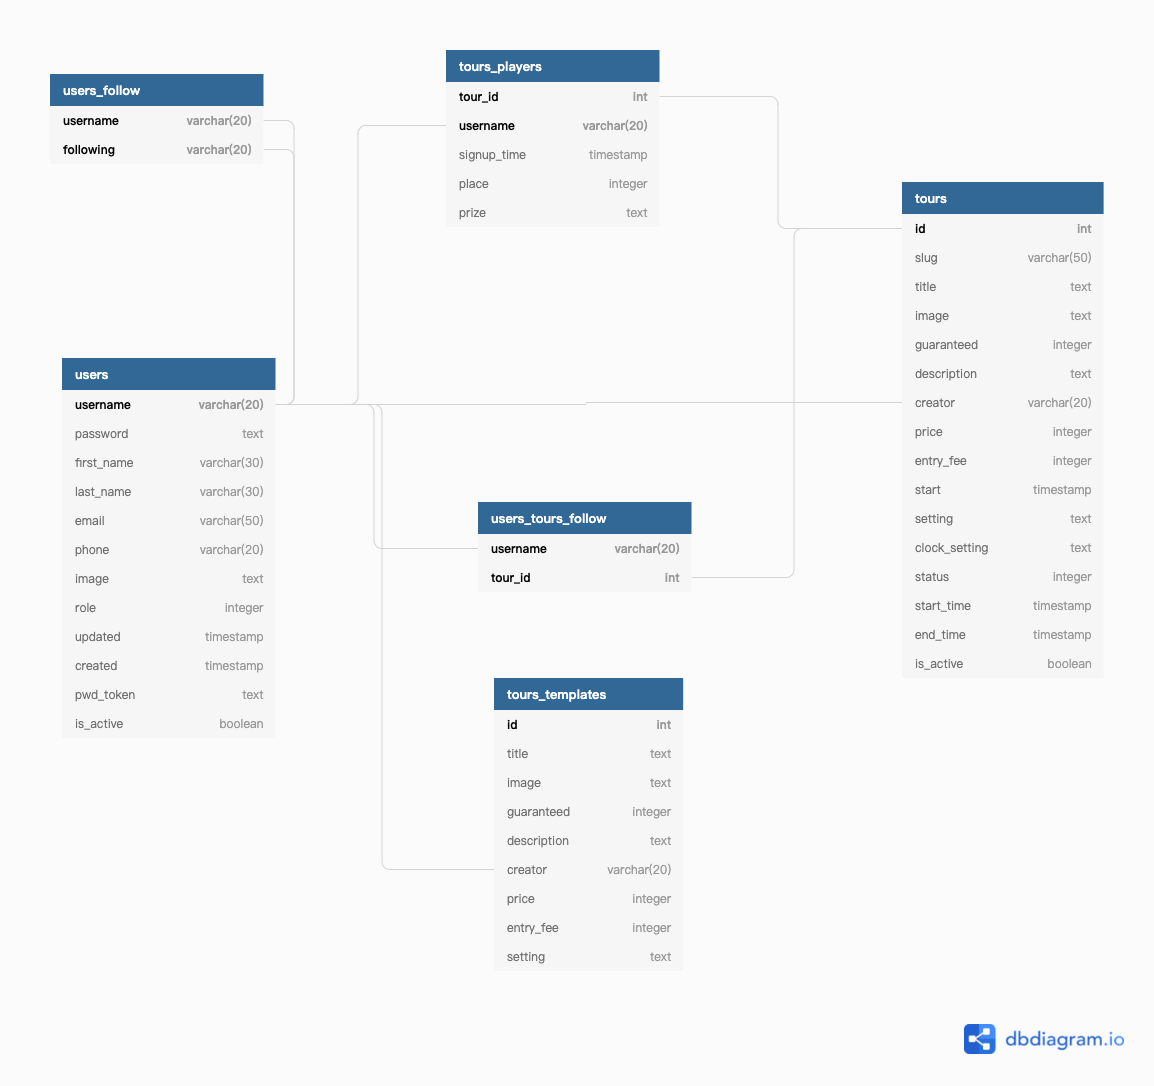 users_follow
username varchar(20)
following varchar(20)
tours_players
tour_id int
username varchar(20)
signup_time timestamp
place integer
prize text
tours
id int
slug varchar(50)
title text
image text
guaranteed integer
description text
creator varchar(20)
price integer
entry_fee integer
start timestamp
setting text
clock_setting text
status integer
start_time timestamp
end_time timestamp
is_active boolean
users
username varchar(20)
password text
first_name varchar(30)
last_name varchar(30)
email varchar(50)
phone varchar(20)
image text
role integer
updated timestamp
created timestamp
pwd_token text
is_active boolean
users_tours_follow
username varchar(20)
tour_id int
tours_templates
id int
title text
image text
guaranteed integer
description text
creator varchar(20)
price integer
entry_fee integer
setting text
dbdiagram.io